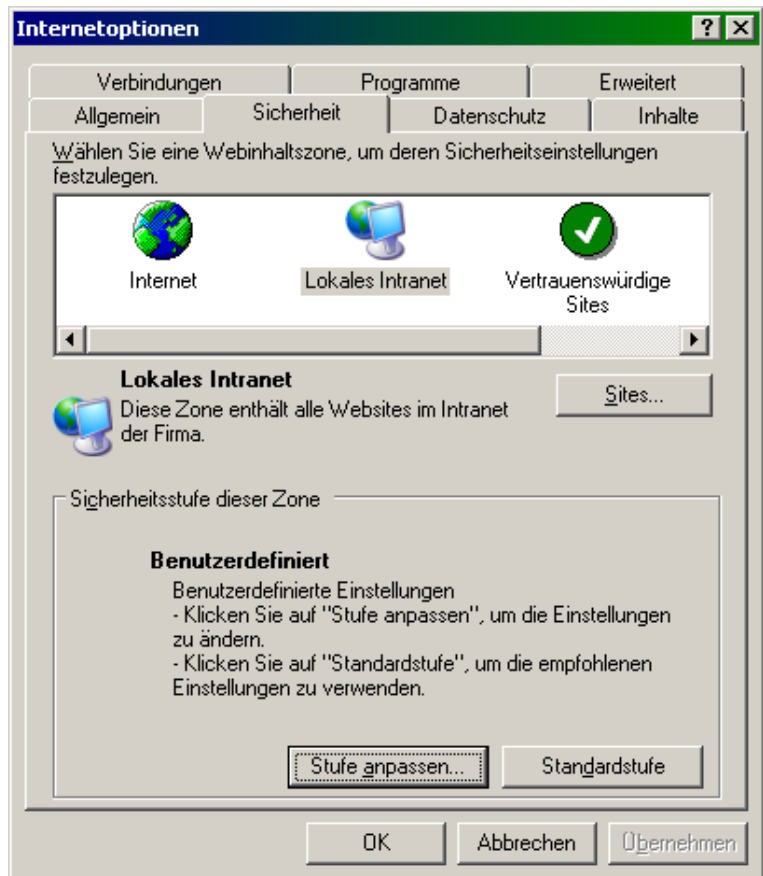 Internetoptionen
Verbindungen Programme Erweitert
Allgemein Sicherheit Datenschutz Inhalte
Wählen Sie eine Webinhaltszone, um deren Sicherheitseinstellungen
festzulegen.
Internet Lokales Intranet Vertrauenswürdige
Sites
Lokales Intranet
Sites...
Diese Zone enthält alle Websites im Intranet
der Firma.
Sicherheitsstufe dieser Zone
Benutzerdefiniert
Benutzerdefinierte Einstellungen
- Klicken Sie auf "Stufe anpassen", um die Einstellungen
zu ändern.
- Klicken Sie auf "Standardstufe", um die empfohlenen
Einstellungen zu verwenden.
Stufe anpassen... Standardstufe
OK Abbrechen Übernehmen